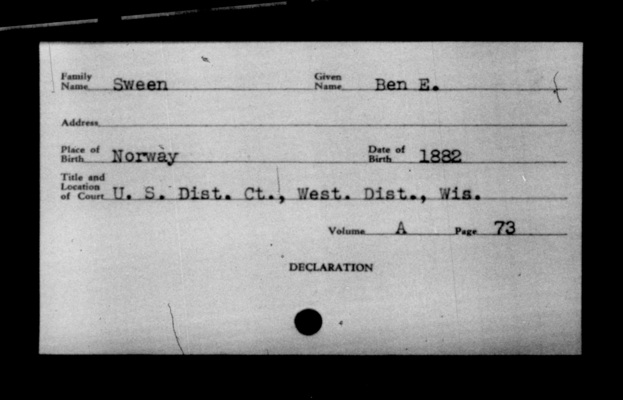 Family Name Sween Given Name Ben E.
Address
Place of Birth Norway Date of Birth 1882
Title and Location of Court U. S. Dist. Ct., West. Dist., Wis.
Volume A Page 73
DECLARATION